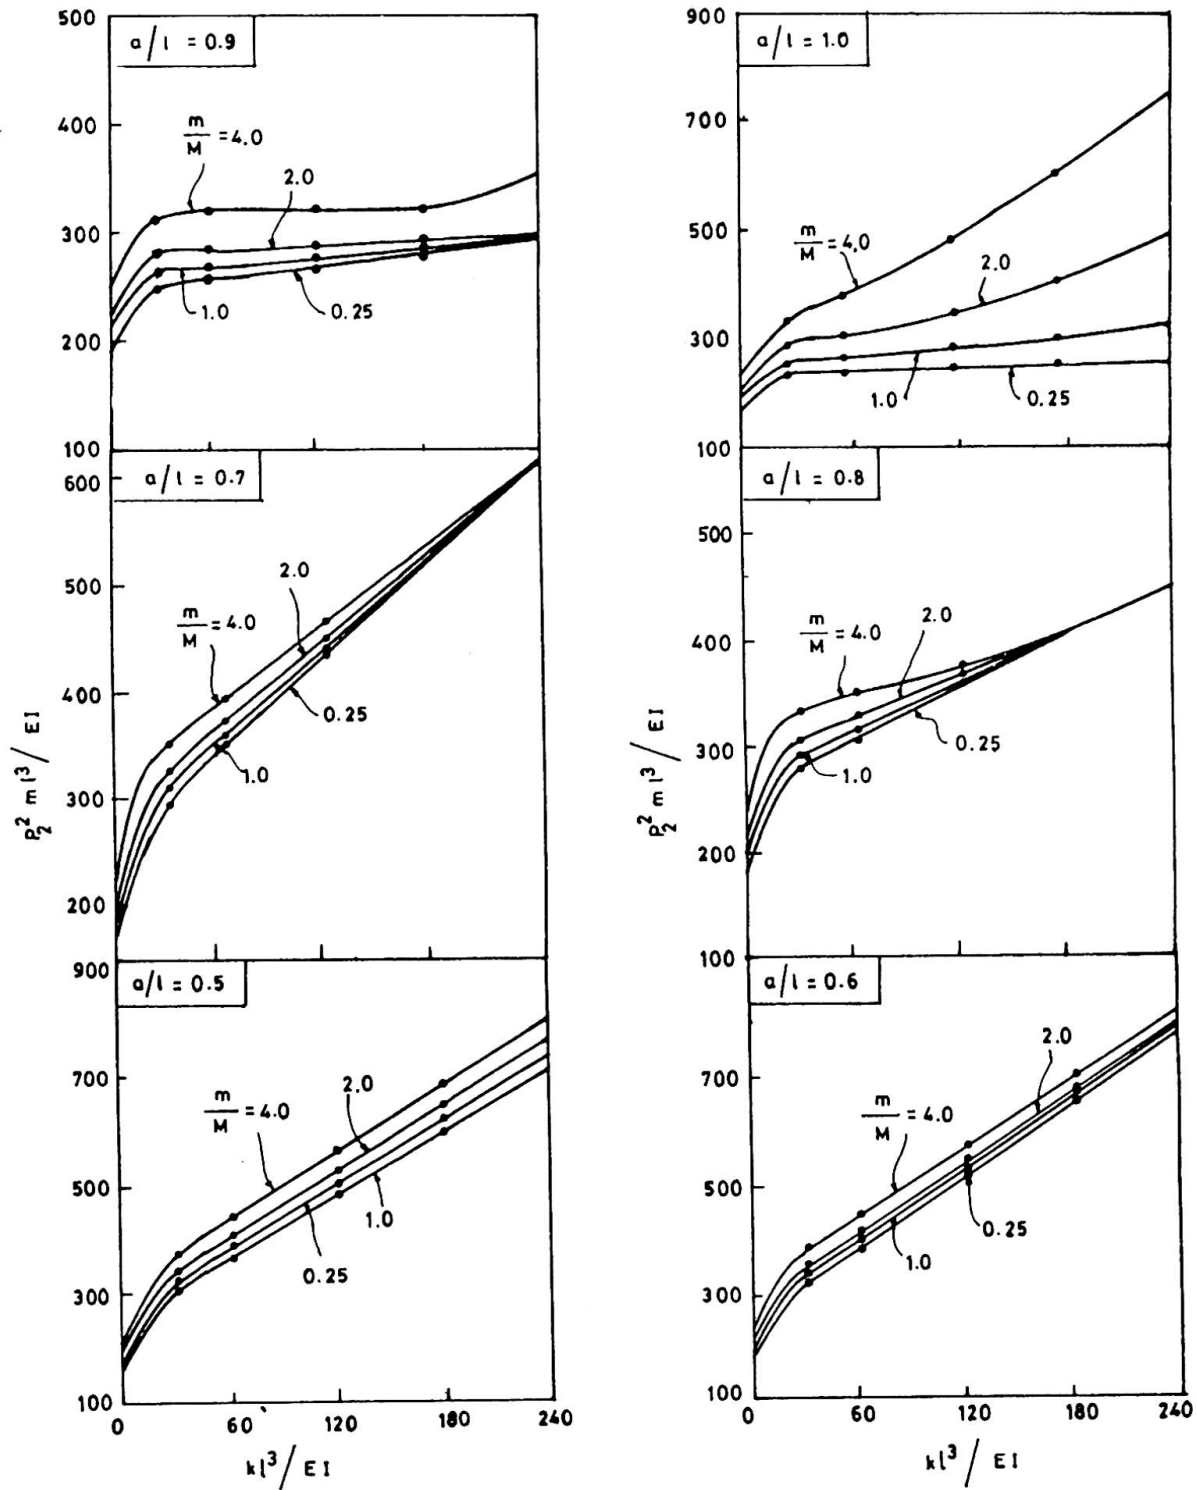 500
a/l = 0.9
400
m/M = 4.0
2.0
300
1.0
0.25
200
100
900
a/l = 1.0
700
500
m/M = 4.0
2.0
300
1.0
0.25
100
a/l = 0.7
600
500
2.0
m/M = 4.0
400
0.25
1.0
300
200
P₂² ml³ / EI
a/l = 0.8
500
m/M = 4.0
2.0
400
0.25
300
1.0
200
100
P₂² ml³ / EI
900
a/l = 0.5
700
m/M = 4.0
2.0
500
1.0
0.25
300
100
0 60 120 180 240
kl³ / EI
a/l = 0.6
2.0
700
m/M = 4.0
500
0.25
1.0
300
100
0 60 120 180 240
kl³ / EI